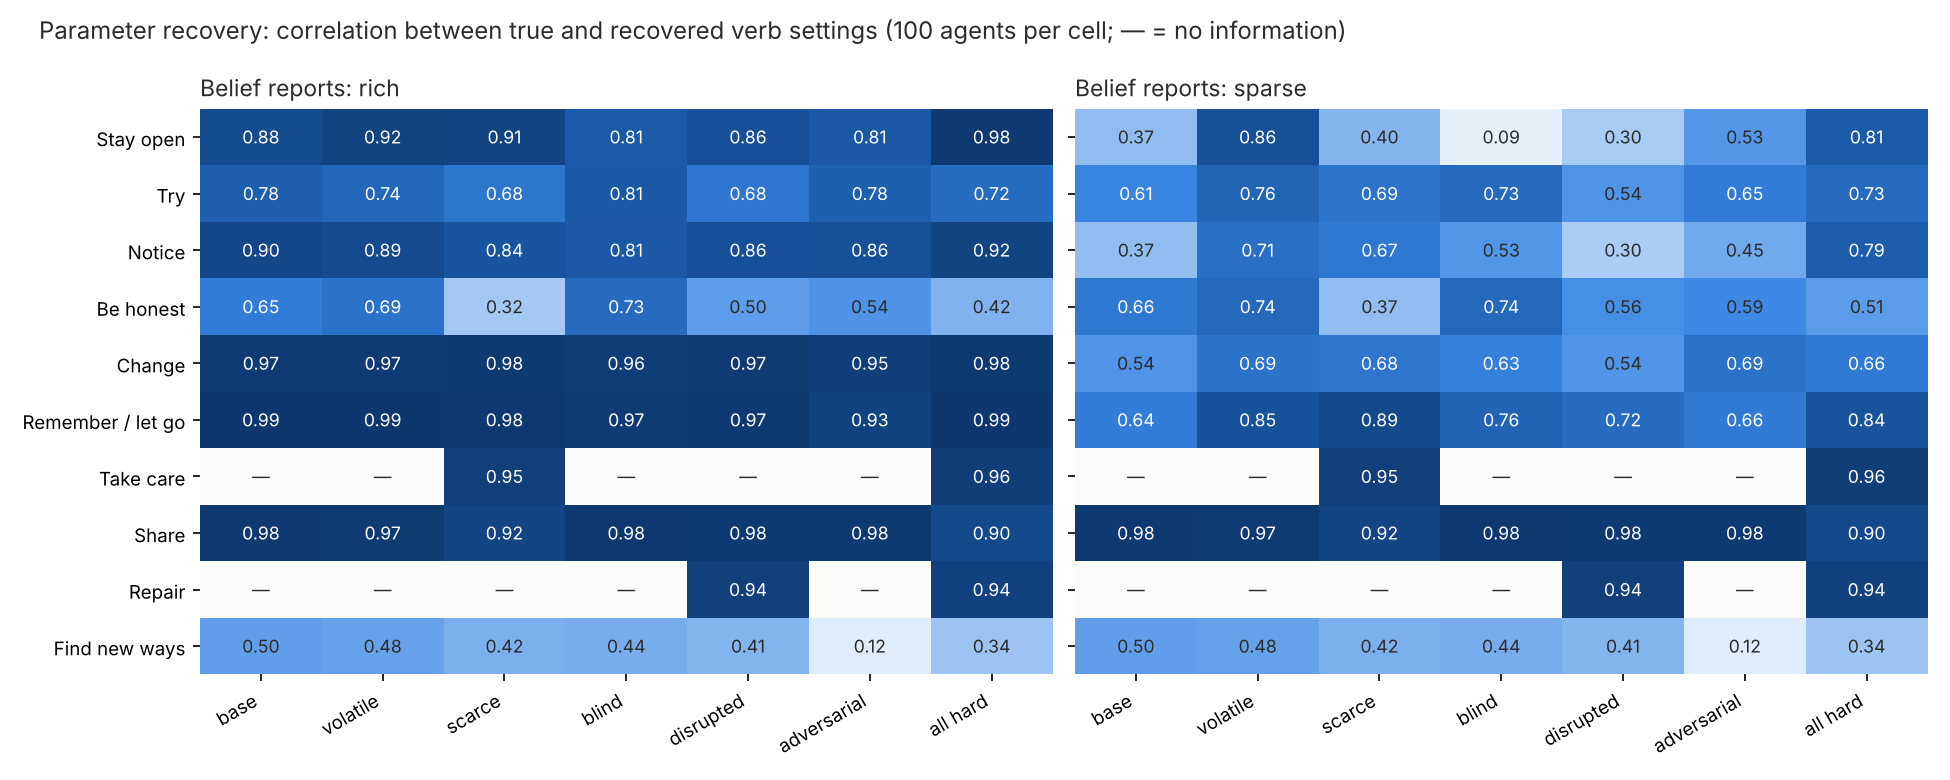 Parameter recovery: correlation between true and recovered verb settings (100 agents per cell; — = no information)
Belief reports: rich
Belief reports: sparse
Stay open 0.88 0.92 0.91 0.81 0.86 0.81 0.98 0.37 0.86 0.40 0.09 0.30 0.53 0.81
Try 0.78 0.74 0.68 0.81 0.68 0.78 0.72 0.61 0.76 0.69 0.73 0.54 0.65 0.73
Notice 0.90 0.89 0.84 0.81 0.86 0.86 0.92 0.37 0.71 0.67 0.53 0.30 0.45 0.79
Be honest 0.65 0.69 0.32 0.73 0.50 0.54 0.42 0.66 0.74 0.37 0.74 0.56 0.59 0.51
Change 0.97 0.97 0.98 0.96 0.97 0.95 0.98 0.54 0.69 0.68 0.63 0.54 0.69 0.66
Remember / let go 0.99 0.99 0.98 0.97 0.97 0.93 0.99 0.64 0.85 0.89 0.76 0.72 0.66 0.84
Take care — — 0.95 — — — 0.96 — — 0.95 — — — 0.96
Share 0.98 0.97 0.92 0.98 0.98 0.98 0.90 0.98 0.97 0.92 0.98 0.98 0.98 0.90
Repair — — — — 0.94 — 0.94 — — — — 0.94 — 0.94
Find new ways 0.50 0.48 0.42 0.44 0.41 0.12 0.34 0.50 0.48 0.42 0.44 0.41 0.12 0.34
base volatile scarce blind disrupted adversarial all hard base volatile scarce blind disrupted adversarial all hard